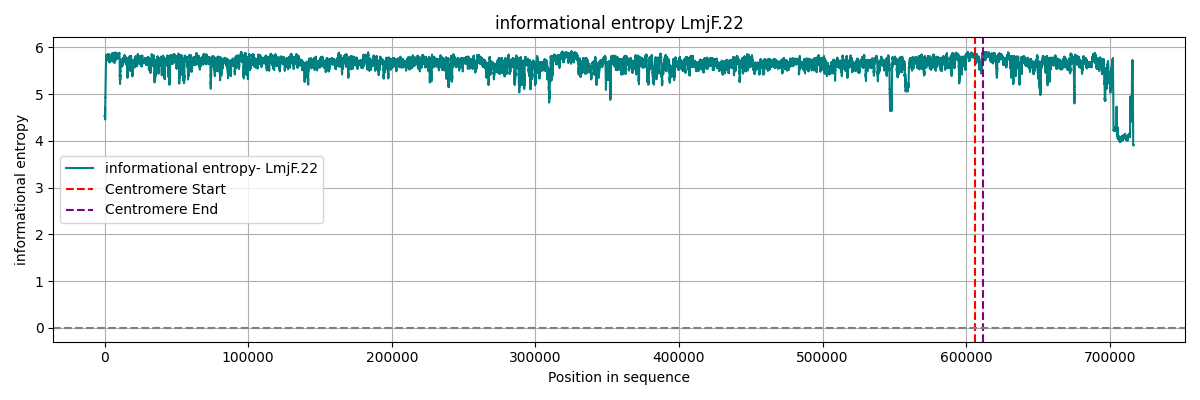 informational entropy LmjF.22
informational entropy
6
5
4
3
2
1
0
informational entropy- LmjF.22
Centromere Start
Centromere End
0
100000
200000
300000
400000
500000
600000
700000
Position in sequence